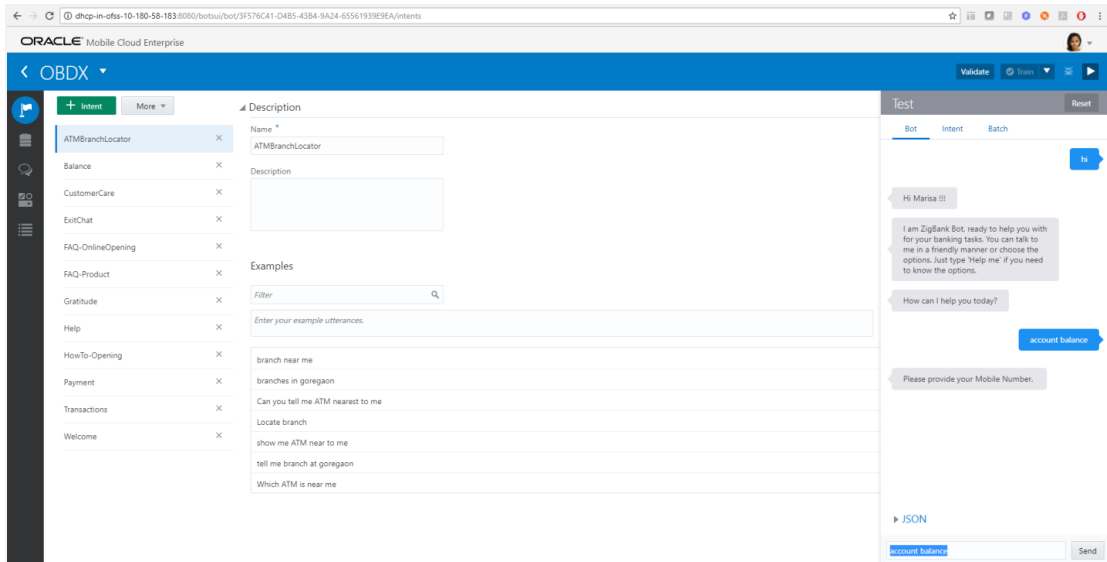 dhcp-in-ofss-10-180-58-183:8080/botsui/bot/3F576C41-D4B5-43B4-9A24-65561939E9EA/intents
ORACLE Mobile Cloud Enterprise
OBDX
Validate Train
+ Intent More
ATMBranchLocator
Balance
CustomerCare
ExitChat
FAQ-OnlineOpening
FAQ-Product
Gratitude
Help
HowTo-Opening
Payment
Transactions
Welcome
Description
Name *
ATMBranchLocator
Description
Examples
Filter
Enter your example utterances.
branch near me
branches in goregaon
Can you tell me ATM nearest to me
Locate branch
show me ATM near to me
tell me branch at goregaon
Which ATM is near me
Test Reset
Bot Intent Batch
hi
Hi Marisa !!!
I am ZigBank Bot, ready to help you with
for your banking tasks. You can talk to
me in a friendly manner or choose the
options. Just type 'Help me' if you need
to know the options.
How can I help you today?
account balance
Please provide your Mobile Number.
JSON
account balance Send